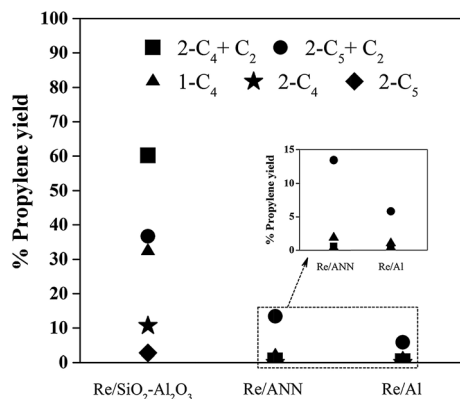 100
90
80
70
60
50
40
30
20
10
0
% Propylene yield
2-C₄+ C₂
2-C₅+ C₂
1-C₄
2-C₄
2-C₅
15
10
5
0
% Propylene yield
Re/ANN
Re/Al
Re/SiO₂-Al₂O₃
Re/ANN
Re/Al